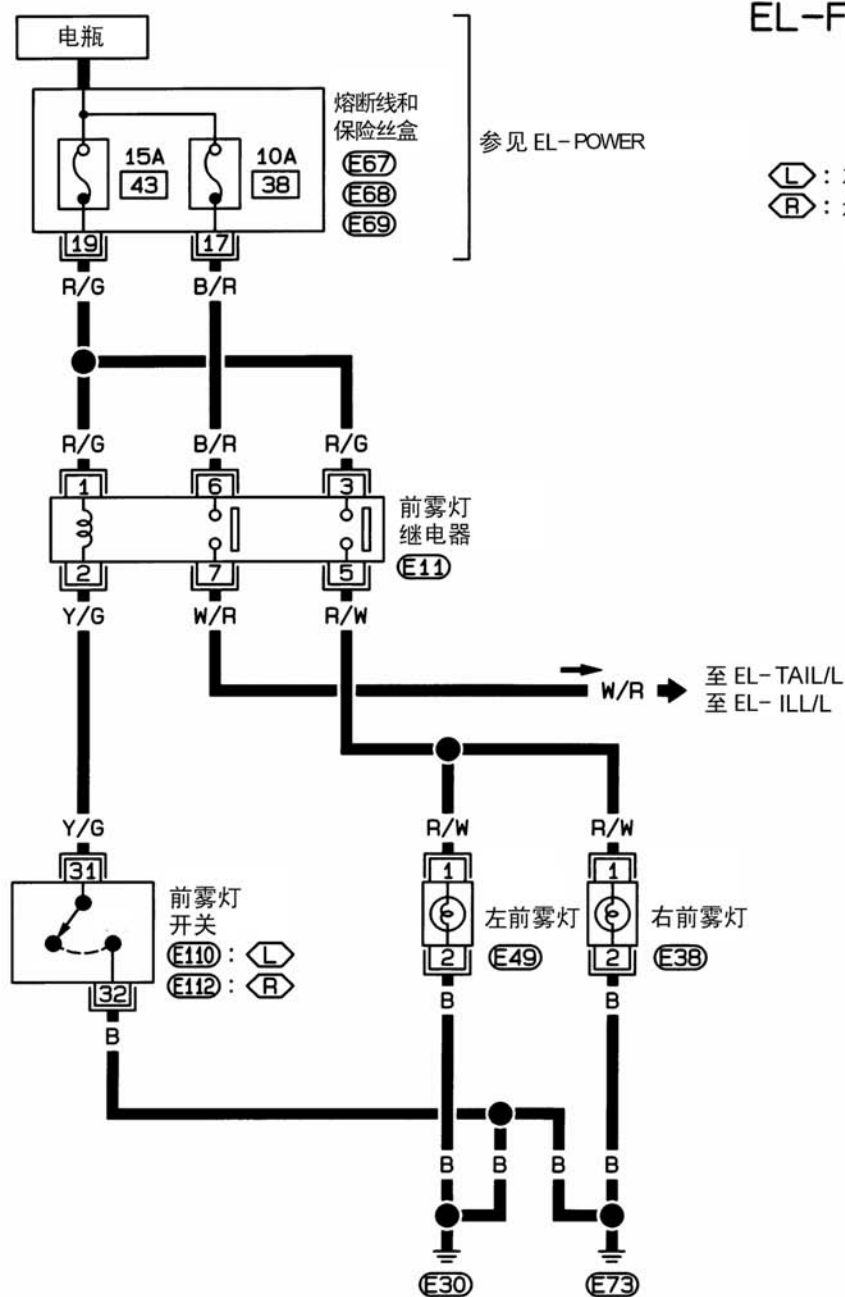 EL-F
电瓶
熔断线和
保险丝盒
E67
E68
E69
参见 EL-POWER
15A
43
10A
38
L :
R :
19
17
R/G
B/R
R/G
B/R
R/G
1
6
3
前雾灯
继电器
E11
2
7
5
Y/G
W/R
R/W
W/R
至 EL-TAIL/L
至 EL-ILL/L
Y/G
R/W
R/W
31
1
1
前雾灯
开关
E110 : L
E112 : R
左前雾灯
E49
右前雾灯
E38
32
2
2
B
B
B
B
B
B
B
E30
E73